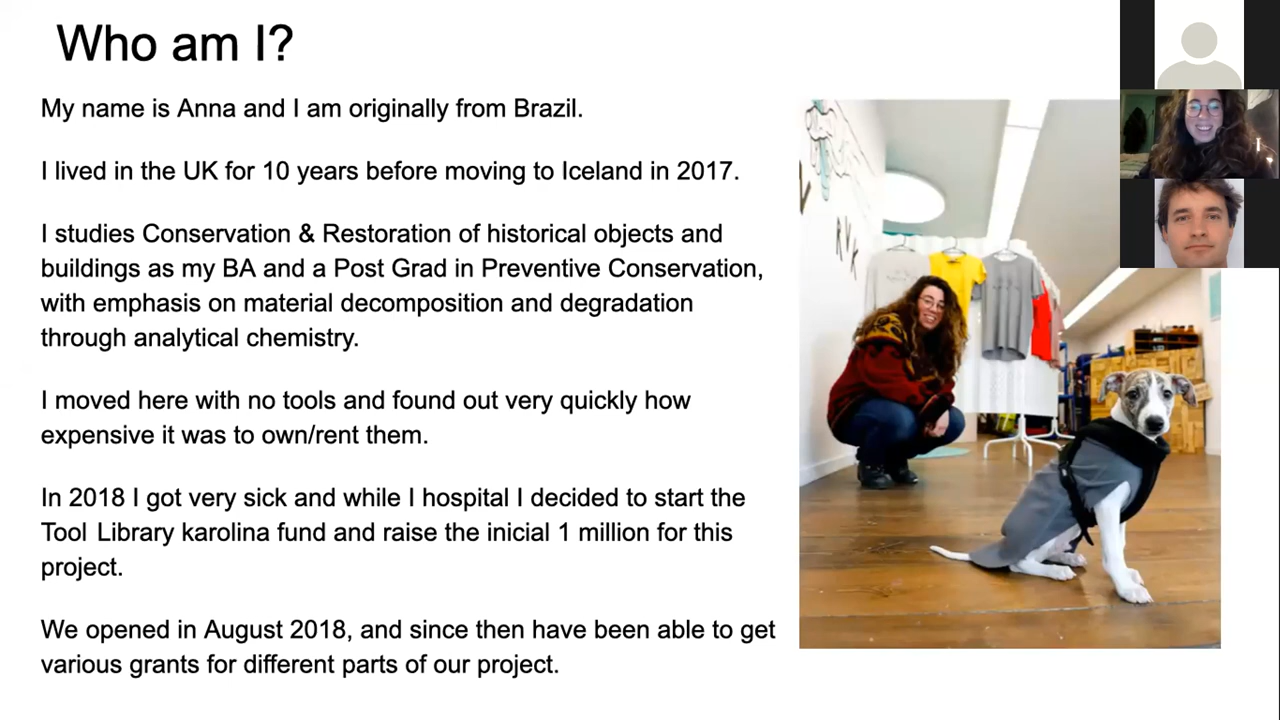 Who am I?
My name is Anna and I am originally from Brazil.
I lived in the UK for 10 years before moving to Iceland in 2017.
I studies Conservation & Restoration of historical objects and
buildings as my BA and a Post Grad in Preventive Conservation,
with emphasis on material decomposition and degradation
through analytical chemistry.
I moved here with no tools and found out very quickly how
expensive it was to own/rent them.
In 2018 I got very sick and while I hospital I decided to start the
Tool Library karolina fund and raise the inicial 1 million for this
project.
We opened in August 2018, and since then have been able to get
various grants for different parts of our project.
RVK